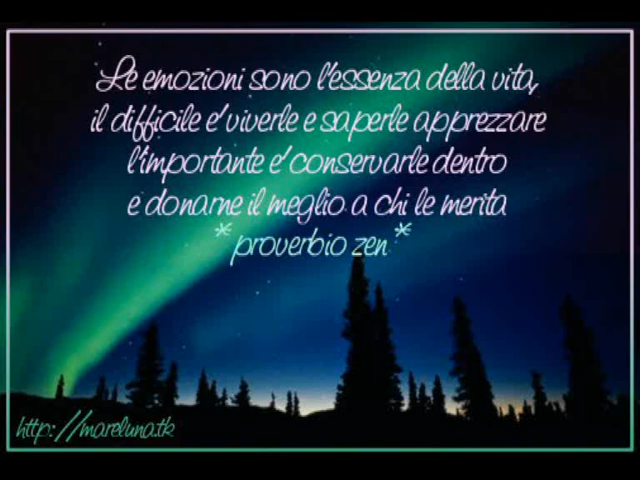 Le emozioni sono l'essenza della vita,
il difficile e' viverle e saperle apprezzare
l'importante e' conservarle dentro
e donarne il meglio a chi le merita
* proverbio zen *
http://mareluna.tk